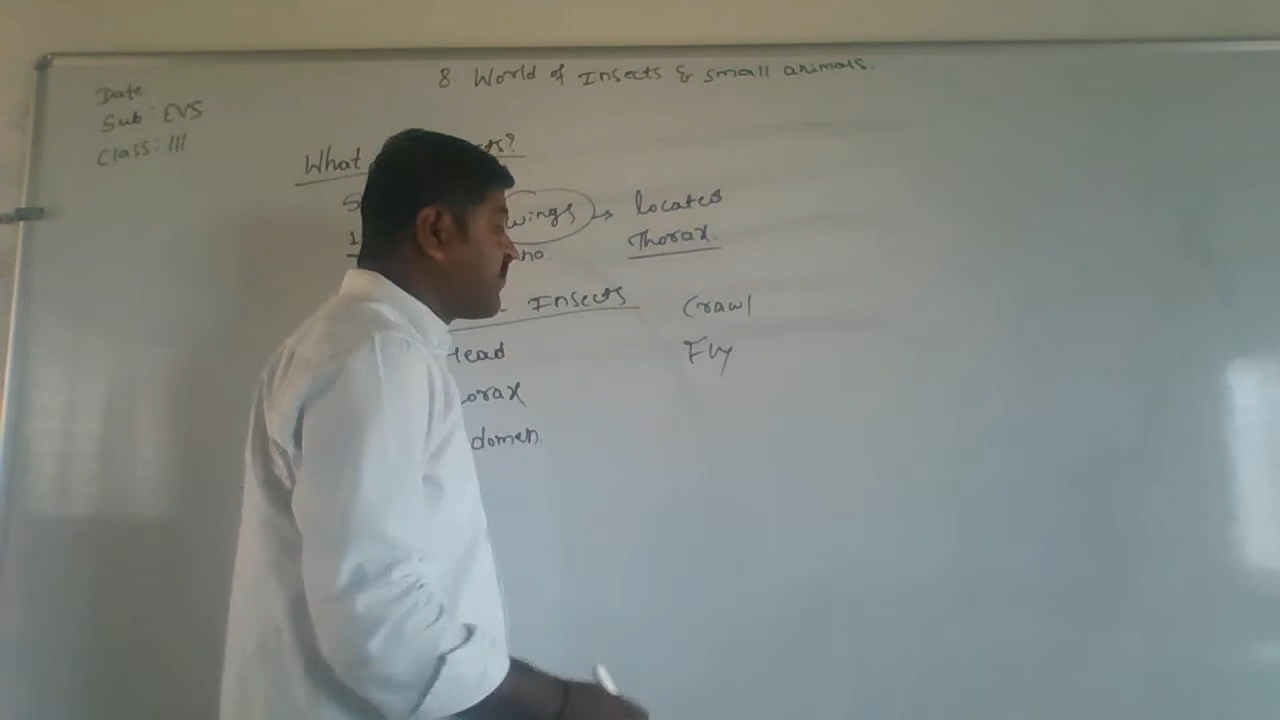 8. World of Insects & small animals.
Date
Sub: EVS
Class: III
What
wings → located
Thorax.
no.
Insects
Crawl
Head
Fly
orax
domen.